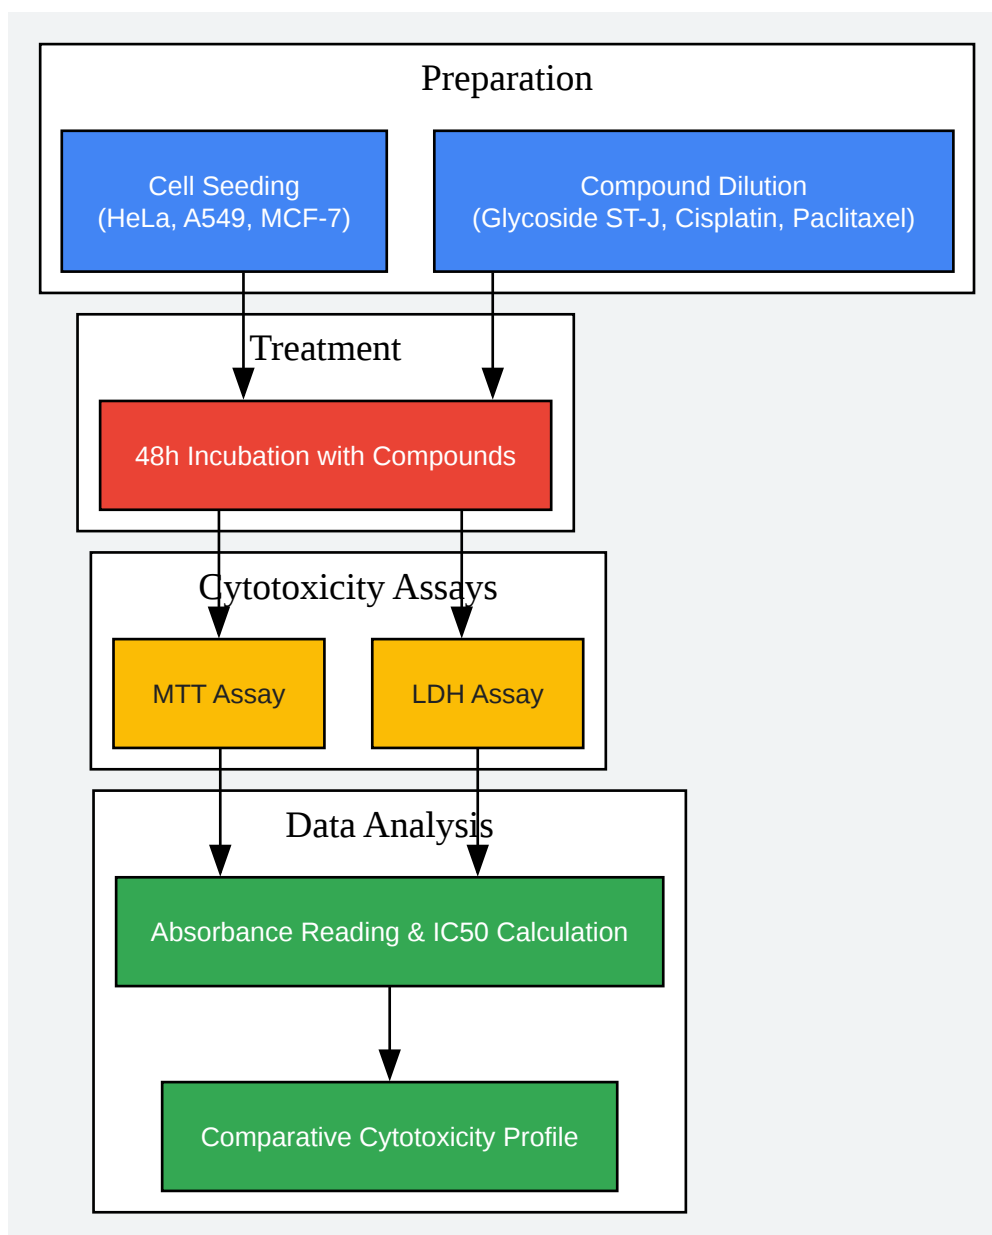 Preparation
Cell Seeding
(HeLa, A549, MCF-7)
Compound Dilution
(Glycoside ST-J, Cisplatin, Paclitaxel)
Treatment
48h Incubation with Compounds
Cytotoxicity Assays
MTT Assay
LDH Assay
Data Analysis
Absorbance Reading & IC50 Calculation
Comparative Cytotoxicity Profile